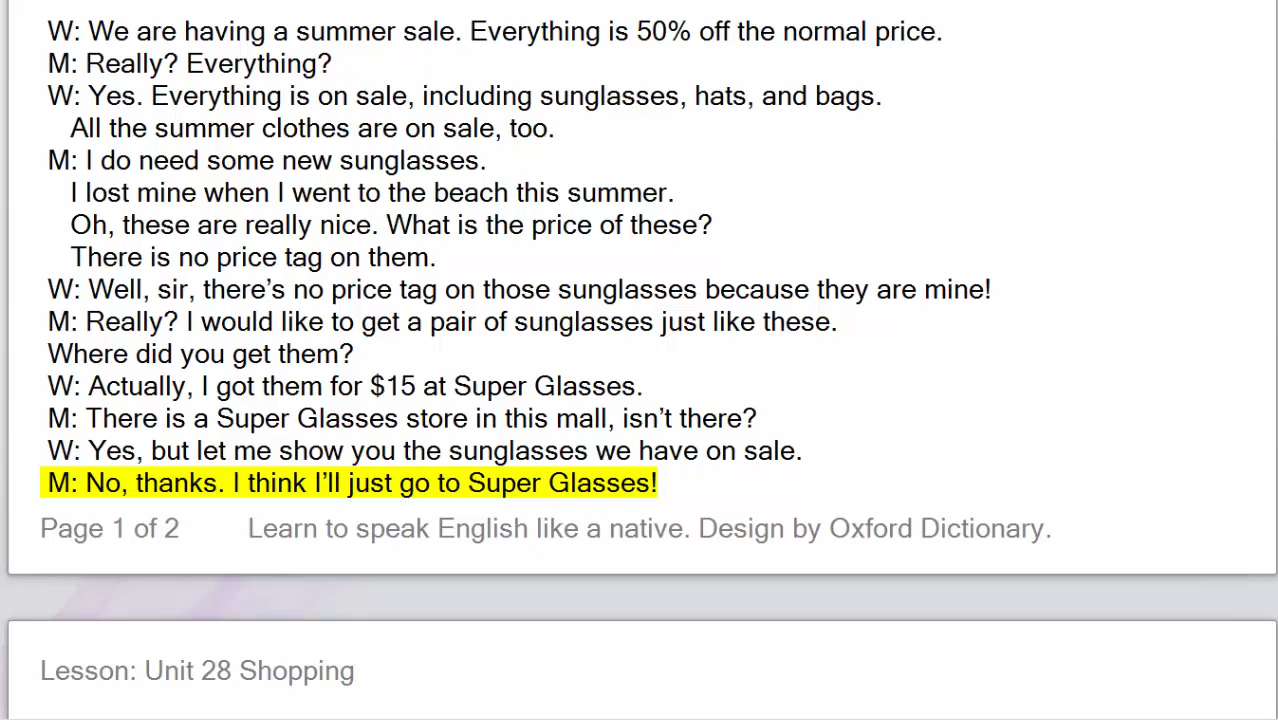 W: We are having a summer sale. Everything is 50% off the normal price.
M: Really? Everything?
W: Yes. Everything is on sale, including sunglasses, hats, and bags.
All the summer clothes are on sale, too.
M: I do need some new sunglasses.
I lost mine when I went to the beach this summer.
Oh, these are really nice. What is the price of these?
There is no price tag on them.
W: Well, sir, there’s no price tag on those sunglasses because they are mine!
M: Really? I would like to get a pair of sunglasses just like these.
Where did you get them?
W: Actually, I got them for $15 at Super Glasses.
M: There is a Super Glasses store in this mall, isn’t there?
W: Yes, but let me show you the sunglasses we have on sale.
M: No, thanks. I think I’ll just go to Super Glasses!
Page 1 of 2 Learn to speak English like a native. Design by Oxford Dictionary.
Lesson: Unit 28 Shopping